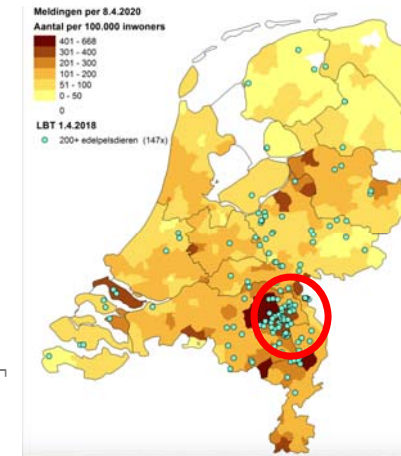 Meldingen per 8.4.2020
Aantal per 100.000 inwoners
401 - 668
301 - 400
201 - 300
101 - 200
51 - 100
0 - 50
0
LBT 1.4.2018
200+ edelpelsdieren (147x)